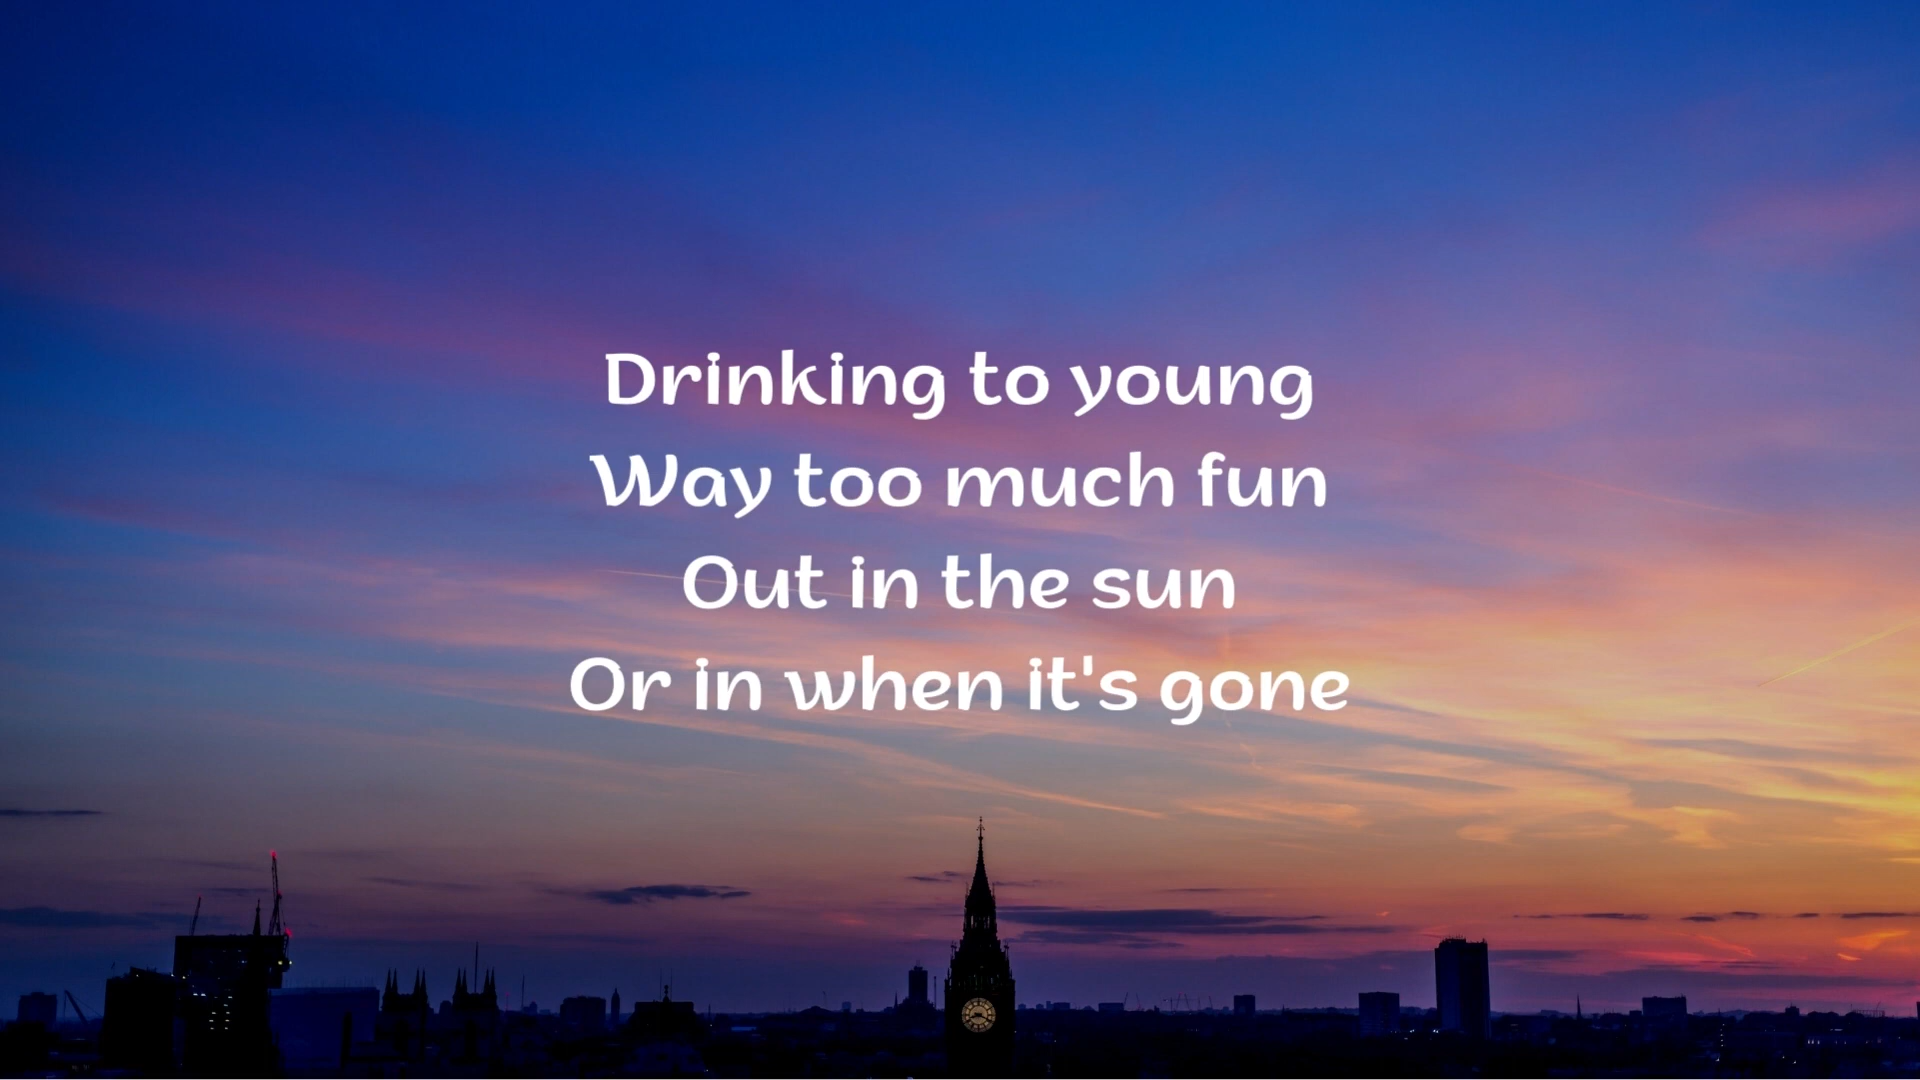 Drinking to young
Way too much fun
Out in the sun
Or in when it's gone